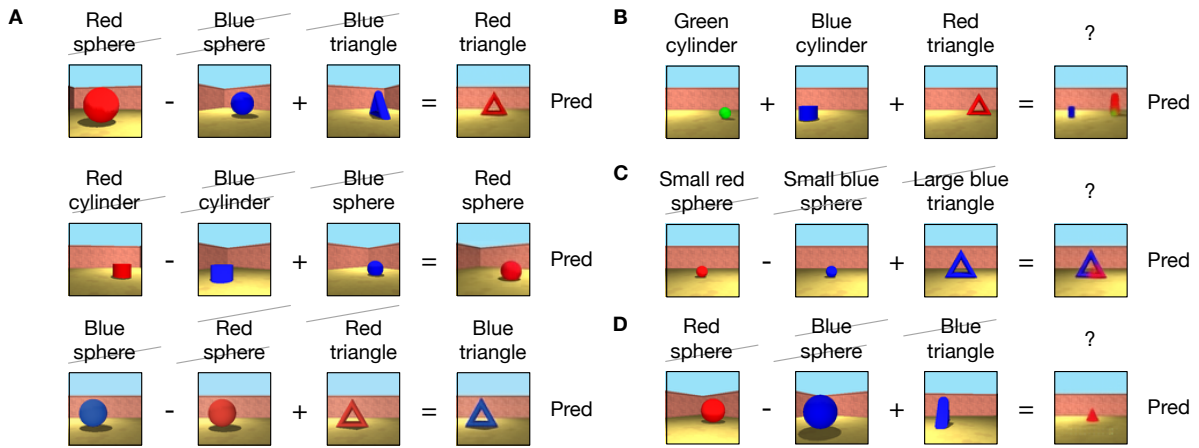 A
Red sphere
Blue sphere
Blue triangle
Red triangle
- + = Pred
Red cylinder
Blue cylinder
Blue sphere
Red sphere
- + = Pred
Blue sphere
Red sphere
Red triangle
Blue triangle
- + = Pred
B
Green cylinder
Blue cylinder
Red triangle
?
+ + = Pred
C
Small red sphere
Small blue sphere
Large blue triangle
?
- + = Pred
D
Red sphere
Blue sphere
Blue triangle
?
- + = Pred